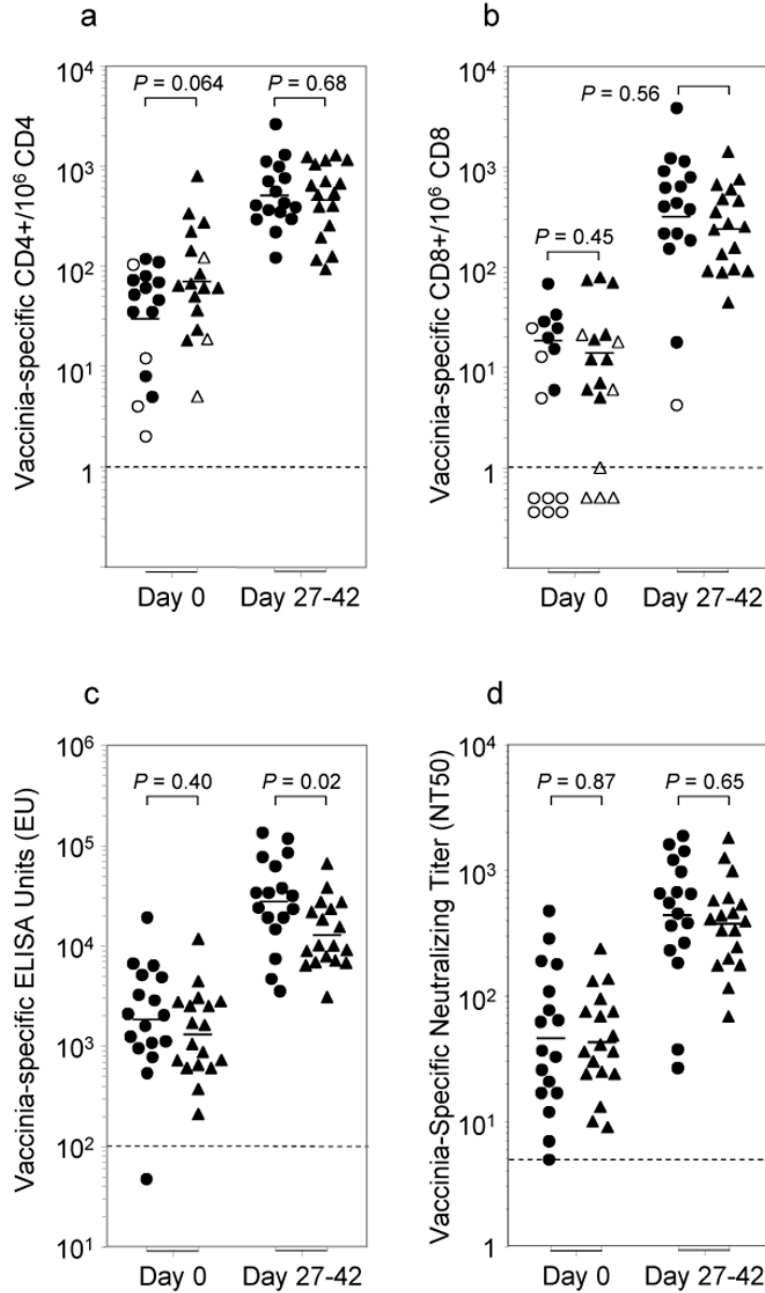 a
Vaccinia-specific CD4+/10⁶ CD4
10⁴
10³
10²
10¹
1
P = 0.064
P = 0.68
Day 0
Day 27-42
b
Vaccinia-specific CD8+/10⁶ CD8
10⁴
10³
10²
10¹
1
P = 0.45
P = 0.56
Day 0
Day 27-42
c
Vaccinia-specific ELISA Units (EU)
10⁶
10⁵
10⁴
10³
10²
10¹
P = 0.40
P = 0.02
Day 0
Day 27-42
d
Vaccinia-Specific Neutralizing Titer (NT50)
10⁴
10³
10²
10¹
1
P = 0.87
P = 0.65
Day 0
Day 27-42